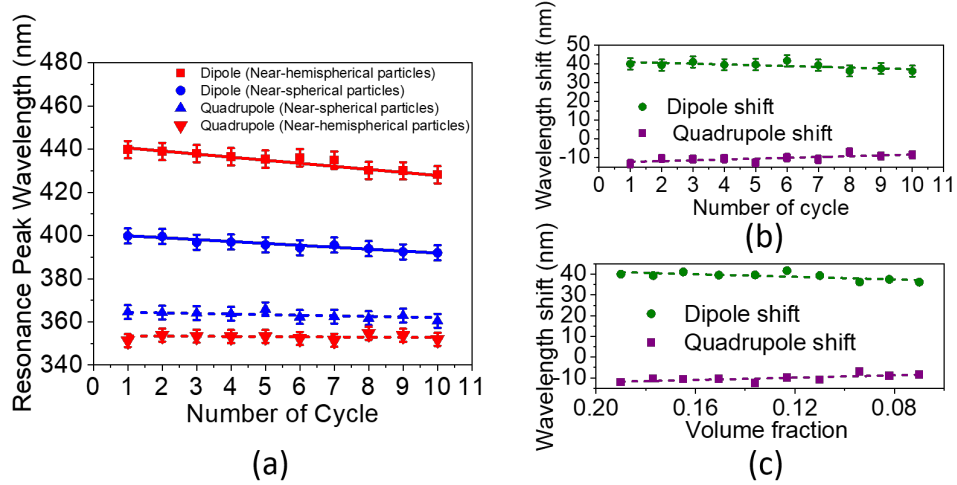 480
460
440
420
400
380
360
340
0 1 2 3 4 5 6 7 8 9 10 11
Resonance Peak Wavelength (nm)
Number of Cycle
Dipole (Near-hemispherical particles)
Dipole (Near-spherical particles)
Quadrupole (Near-spherical particles)
Quadrupole (Near-hemispherical particles)
(a)
50
40
30
20
10
0
-10
0 1 2 3 4 5 6 7 8 9 10 11
Wavelength shift (nm)
Number of cycle
Dipole shift
Quadrupole shift
(b)
40
30
20
10
0
-10
0.20 0.16 0.12 0.08
Wavelength shift (nm)
Volume fraction
Dipole shift
Quadrupole shift
(c)